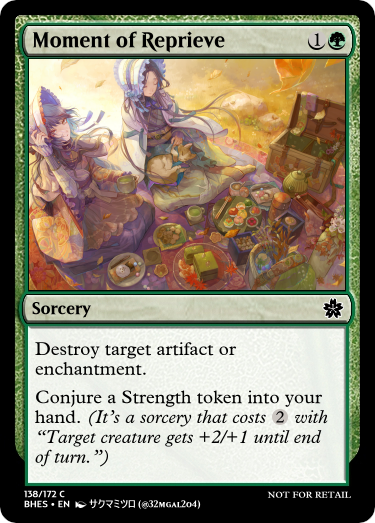 Moment of Reprieve 1
Sorcery
Destroy target artifact or
enchantment.
Conjure a Strength token into your
hand. (It's a sorcery that costs 2 with
“Target creature gets +2/+1 until end
of turn.”)
138/172 C
NOT FOR RETAIL
BHES • EN サクマミツロ (@32MGAL204)